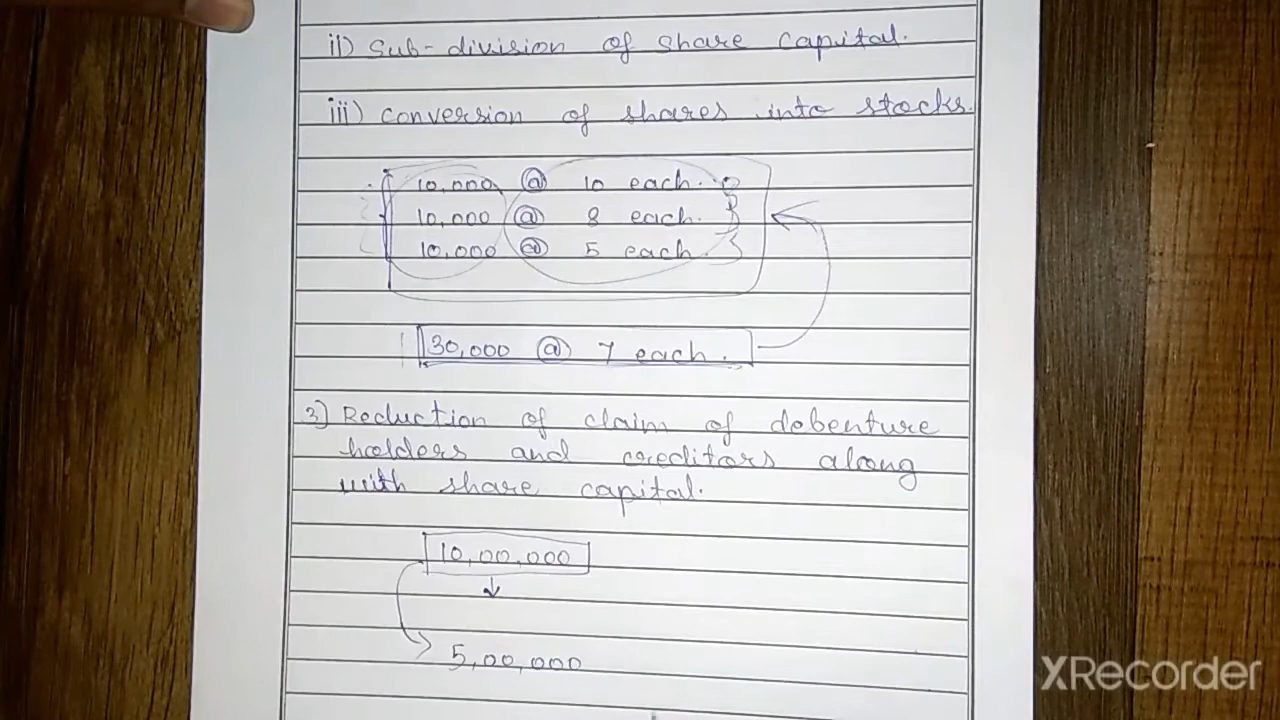 ii) Sub-division of share capital.
iii) Conversion of shares into stocks.
10,000 @ 10 each.
10,000 @ 8 each.
10,000 @ 5 each.
30,000 @ 7 each.
3) Reduction of claim of debenture
holders and creditors along
with share capital.
10,00,000
5,00,000
XRecorder